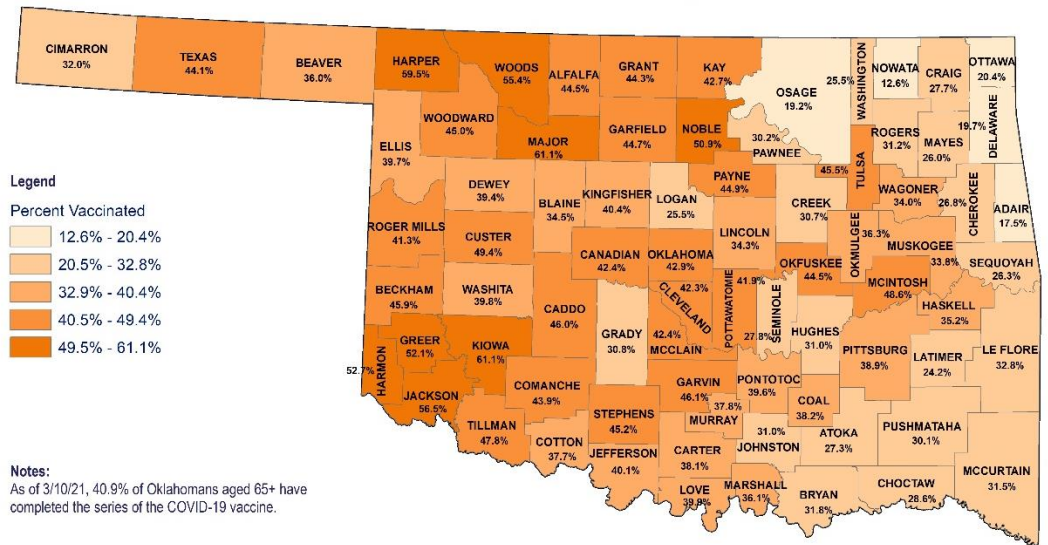 CIMARRON
32.0%
TEXAS
44.1%
BEAVER
36.0%
HARPER
59.5%
WOODS
55.4%
ALFALFA
44.5%
GRANT
44.3%
KAY
42.7%
OSAGE
19.2%
WASHINGTON
25.5%
NOWATA
12.6%
CRAIG
27.7%
OTTAWA
20.4%
DELAWARE
19.7%
ELLIS
39.7%
WOODWARD
45.0%
MAJOR
61.1%
GARFIELD
44.7%
NOBLE
50.9%
30.2%
PAWNEE
ROGERS
31.2%
MAYES
26.0%
TULSA
45.5%
DEWEY
39.4%
BLAINE
34.5%
KINGFISHER
40.4%
LOGAN
25.5%
PAYNE
44.9%
CREEK
30.7%
WAGONER
34.0%
CHEROKEE
26.8%
ADAIR
17.5%
Legend
Percent Vaccinated
12.6% - 20.4%
20.5% - 32.8%
32.9% - 40.4%
40.5% - 49.4%
49.5% - 61.1%
ROGER MILLS
41.3%
CUSTER
49.4%
CANADIAN
42.4%
OKLAHOMA
42.9%
LINCOLN
34.3%
OKFUSKEE
44.5%
OKMULGEE
36.3%
MUSKOGEE
33.8%
SEQUOYAH
26.3%
BECKHAM
45.9%
WASHITA
39.8%
CADDO
46.0%
GRADY
30.8%
42.3%
CLEVELAND
41.9%
POTTAWATOMIE
SEMINOLE
27.8%
HUGHES
31.0%
MCINTOSH
48.6%
HASKELL
35.2%
GREER
52.1%
KIOWA
61.1%
42.4%
MCCLAIN
PITTSBURG
38.9%
LATIMER
24.2%
LE FLORE
32.8%
52.7%
HARMON
JACKSON
56.5%
COMANCHE
43.9%
GARVIN
46.1%
PONTOTOC
39.6%
COAL
38.2%
TILLMAN
47.8%
STEPHENS
45.2%
37.8%
MURRAY
31.0%
JOHNSTON
ATOKA
27.3%
PUSHMATAHA
30.1%
COTTON
37.7%
JEFFERSON
40.1%
CARTER
38.1%
LOVE
39.9%
MARSHALL
36.1%
BRYAN
31.8%
CHOCTAW
28.6%
MCCURTAIN
31.5%
Notes:
As of 3/10/21, 40.9% of Oklahomans aged 65+ have
completed the series of the COVID-19 vaccine.